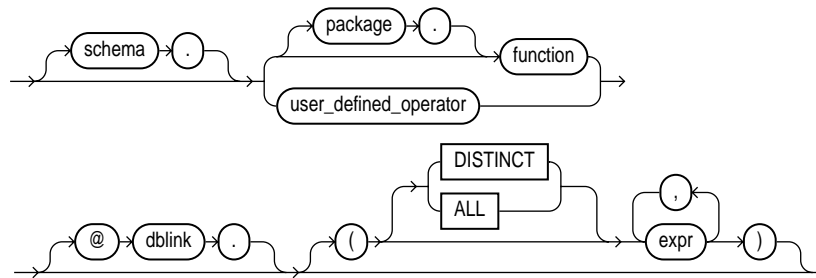 package .
schema . function
user_defined_operator
DISTINCT
ALL ,
@ dblink . ( expr )